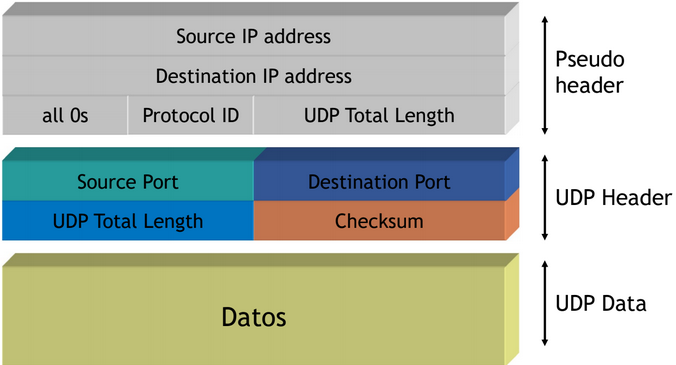 Source IP address
Destination IP address
all 0s Protocol ID UDP Total Length
Pseudo
header
Source Port Destination Port
UDP Total Length Checksum
UDP Header
Datos
UDP Data